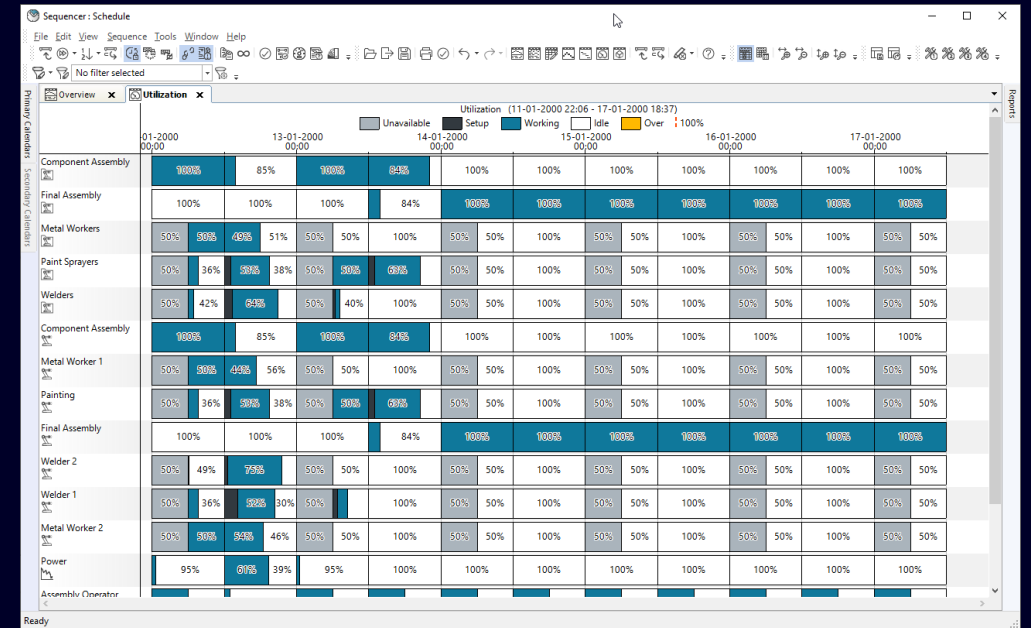 Sequencer : Schedule
File Edit View Sequence Tools Window Help
No filter selected
Overview Utilization
Primary Calendars
Secondary Calendars
Reports
Utilization (11-01-2000 22:06 - 17-01-2000 18:37)
Unavailable Setup Working Idle Over 100%
-01-2000 13-01-2000 14-01-2000 15-01-2000 16-01-2000 17-01-2000
00:00 00:00 00:00 00:00 00:00 00:00
Component Assembly
100% 85% 100% 84% 100% 100% 100% 100% 100% 100% 100%
Final Assembly
100% 100% 100% 84% 100% 100% 100% 100% 100% 100% 100%
Metal Workers
50% 50% 49% 51% 50% 50% 100% 50% 50% 100% 50% 50% 100% 50% 50% 100% 50% 50%
Paint Sprayers
50% 36% 53% 38% 50% 50% 63% 50% 50% 100% 50% 50% 100% 50% 50% 100% 50% 50%
Welders
50% 42% 64% 50% 40% 100% 50% 50% 100% 50% 50% 100% 50% 50% 100% 50% 50%
Component Assembly
100% 85% 100% 84% 100% 100% 100% 100% 100% 100% 100%
Metal Worker 1
50% 50% 44% 56% 50% 50% 100% 50% 50% 100% 50% 50% 100% 50% 50% 100% 50% 50%
Painting
50% 36% 53% 38% 50% 50% 63% 50% 50% 100% 50% 50% 100% 50% 50% 100% 50% 50%
Final Assembly
100% 100% 100% 84% 100% 100% 100% 100% 100% 100% 100%
Welder 2
50% 49% 75% 50% 50% 100% 50% 50% 100% 50% 50% 100% 50% 50% 100% 50% 50%
Welder 1
50% 36% 52% 30% 50% 100% 50% 50% 100% 50% 50% 100% 50% 50% 100% 50% 50%
Metal Worker 2
50% 50% 54% 46% 50% 50% 100% 50% 50% 100% 50% 50% 100% 50% 50% 100% 50% 50%
Power
95% 61% 39% 95% 100% 100% 100% 100% 100% 100% 100% 100%
Assembly Operator
Ready